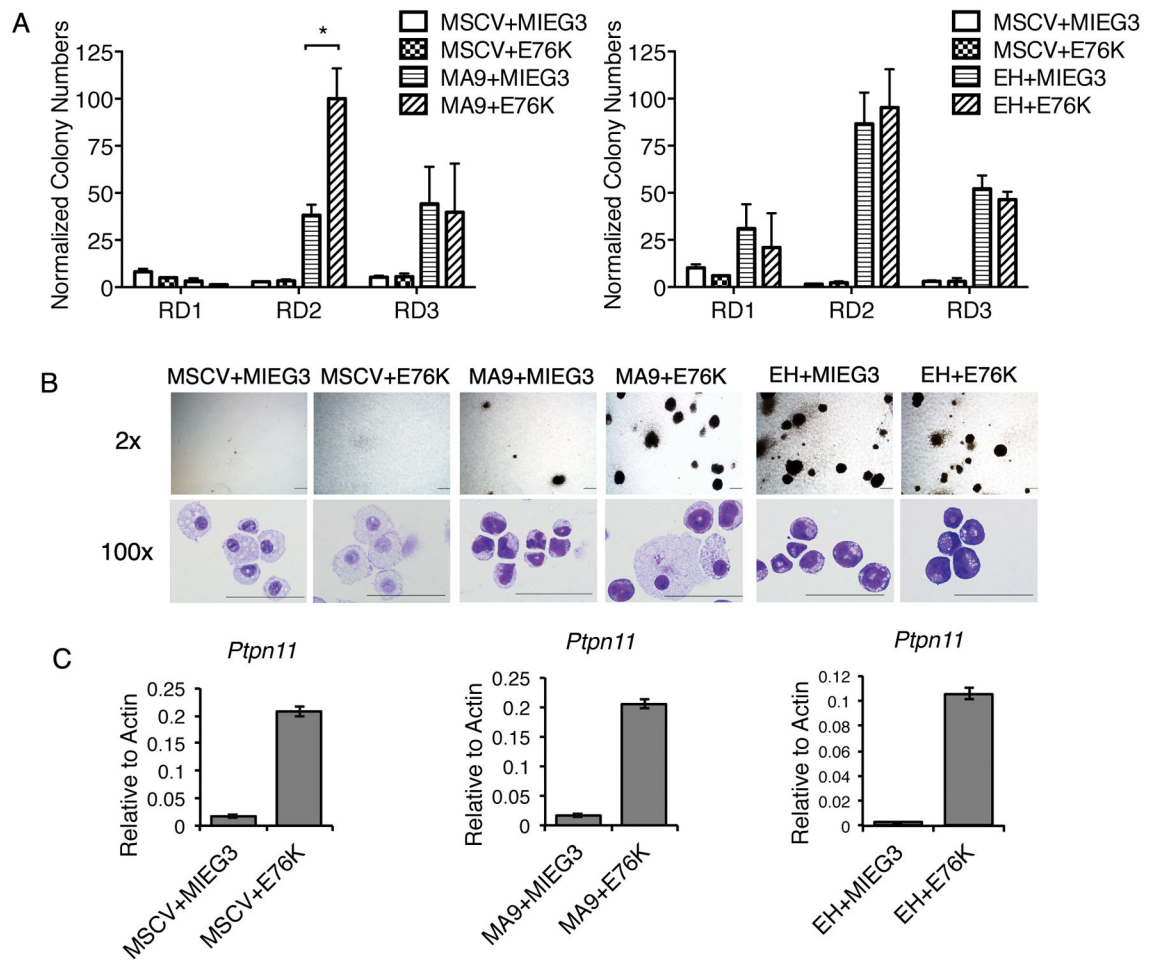 A
MSCV+MIEG3
MSCV+E76K
MA9+MIEG3
MA9+E76K
*
Normalized Colony Numbers
125
100
75
50
25
0
RD1 RD2 RD3
MSCV+MIEG3
MSCV+E76K
EH+MIEG3
EH+E76K
Normalized Colony Numbers
125
100
75
50
25
0
RD1 RD2 RD3
B
MSCV+MIEG3 MSCV+E76K MA9+MIEG3 MA9+E76K EH+MIEG3 EH+E76K
2x
100x
C
Ptpn11
Relative to Actin
0.25
0.2
0.15
0.1
0.05
0
MSCV+MIEG3
MSCV+E76K
Ptpn11
Relative to Actin
0.25
0.2
0.15
0.1
0.05
0
MA9+MIEG3
MA9+E76K
Ptpn11
Relative to Actin
0.12
0.1
0.08
0.06
0.04
0.02
0
EH+MIEG3
EH+E76K